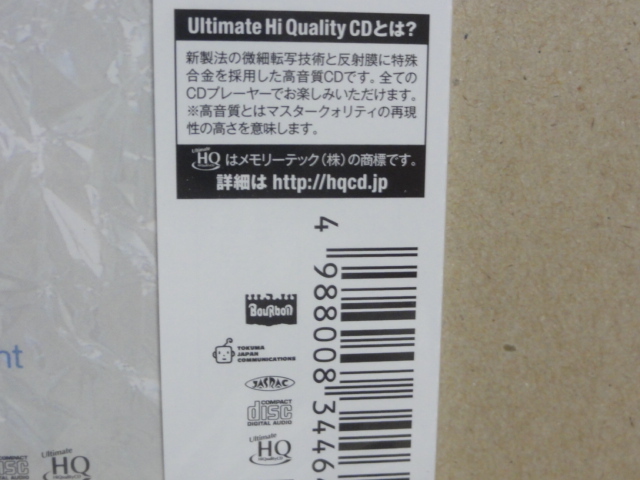 Ultimate Hi Quality CDとは?
新製法の微細転写技術と反射膜に特殊
合金を採用した高音質CDです。全ての
CDプレーヤーでお楽しみいただけます。
※高音質とはマスタークォリティの再現
性の高さを意味します。
Ultimate HQ はメモリーテック(株)の商標です。
詳細は http://hqcd.jp
4 988008 3446
Bourbon
TOKUMA
JAPAN
COMMUNICATIONS
JASRAC
COMPACT
disc
DIGITAL AUDIO
Ultimate
HQ
nt
disc
AUDIO
Ultimate
HQ